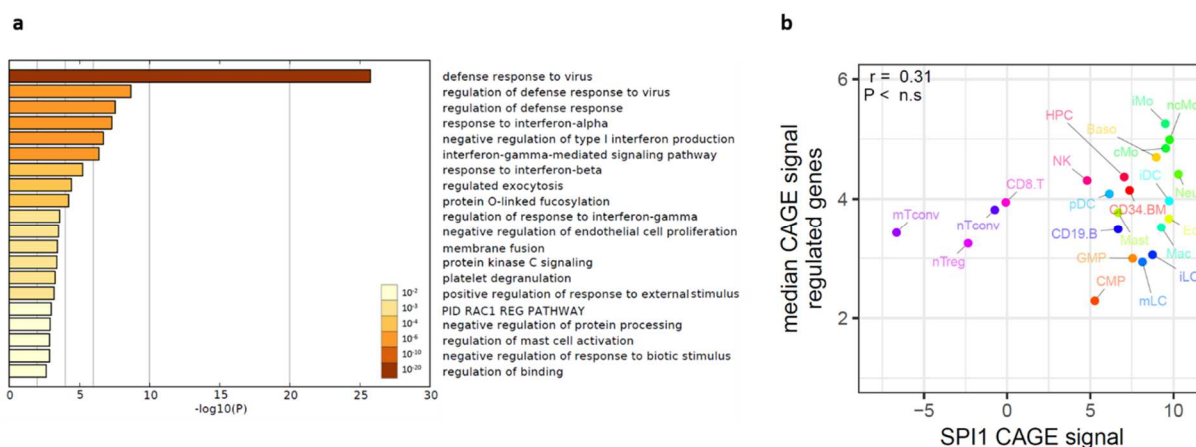 a
defense response to virus
regulation of defense response to virus
regulation of defense response
response to interferon-alpha
negative regulation of type I interferon production
interferon-gamma-mediated signaling pathway
response to interferon-beta
regulated exocytosis
protein O-linked fucosylation
regulation of response to interferon-gamma
negative regulation of endothelial cell proliferation
membrane fusion
protein kinase C signaling
platelet degranulation
positive regulation of response to external stimulus
PID RAC1 REG PATHWAY
negative regulation of protein processing
regulation of mast cell activation
negative regulation of response to biotic stimulus
regulation of binding
10-2
10-3
10-4
10-6
10-10
10-20
0 5 10 15 20 25 30
-log10(P)
b
r = 0.31
P < n.s
6
4
2
median CAGE signal
regulated genes
iMo
ncMo
HPC
Baso
cMo
NK
iDC
CD8.T
Neu
mTconv
nTconv
pDC
CD34.BM
CD19.B
Mast
nTreg
Mac
GMP
CMP
mLC
iLC
−5 0 5 10
SPI1 CAGE signal